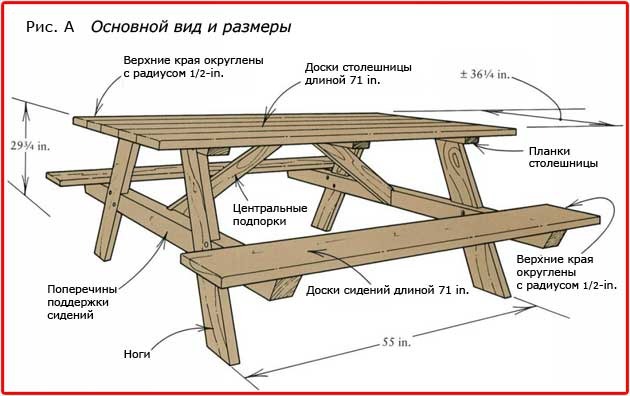 Рис. А Основной вид и размеры
Верхние края округлены
с радиусом 1/2-in.
Доски столешницы
длиной 71 in.
± 36¼ in.
29¾ in.
Планки
столешницы
Центральные
подпорки
Верхние края
округлены
с радиусом 1/2-in.
Поперечины
поддержки
сидений
Доски сидений длиной 71 in.
Ноги
55 in.